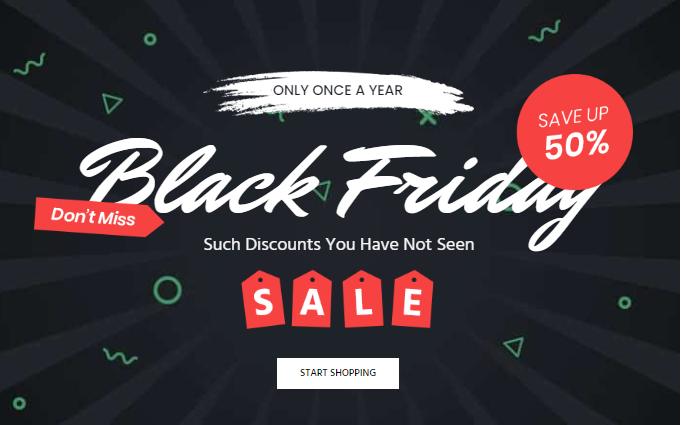 ONLY ONCE A YEAR
SAVE UP
50%
Black Friday
Don't Miss
Such Discounts You Have Not Seen
SALE
START SHOPPING